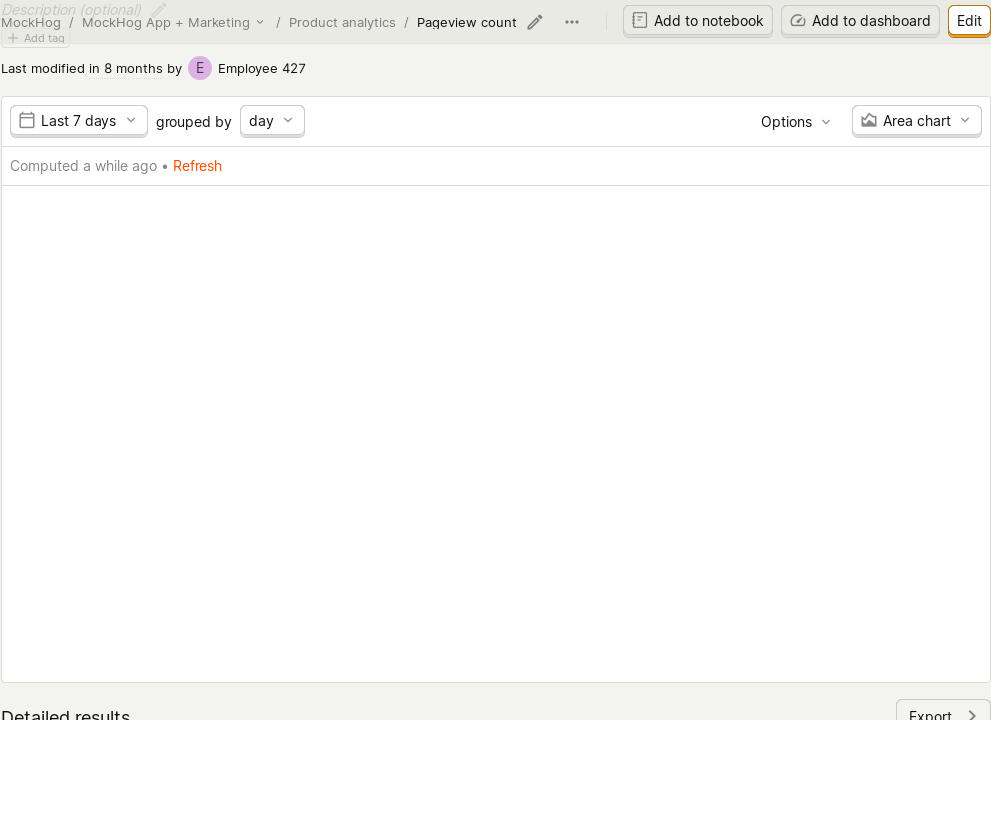 Description (optional)
MockHog / MockHog App + Marketing / Product analytics / Pageview count
Add to notebook
Add to dashboard
Edit
Add tag
Last modified in 8 months by E Employee 427
Last 7 days grouped by day
Options
Area chart
Computed a while ago • Refresh
Detailed results
Export